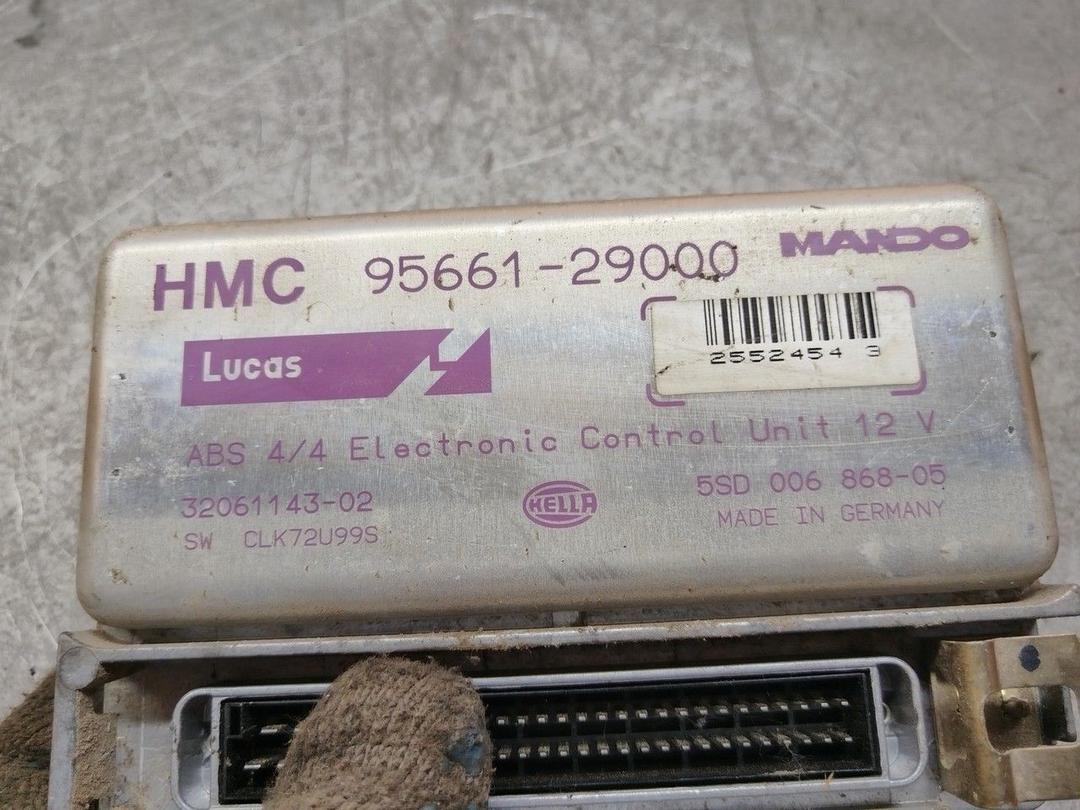 HMC 95661-29000 MANDO
Lucas
2552454 3
ABS 4/4 Electronic Control Unit 12 V
32061143-02 HELLA 5SD 006 868-05
SW CLK72U99S MADE IN GERMANY